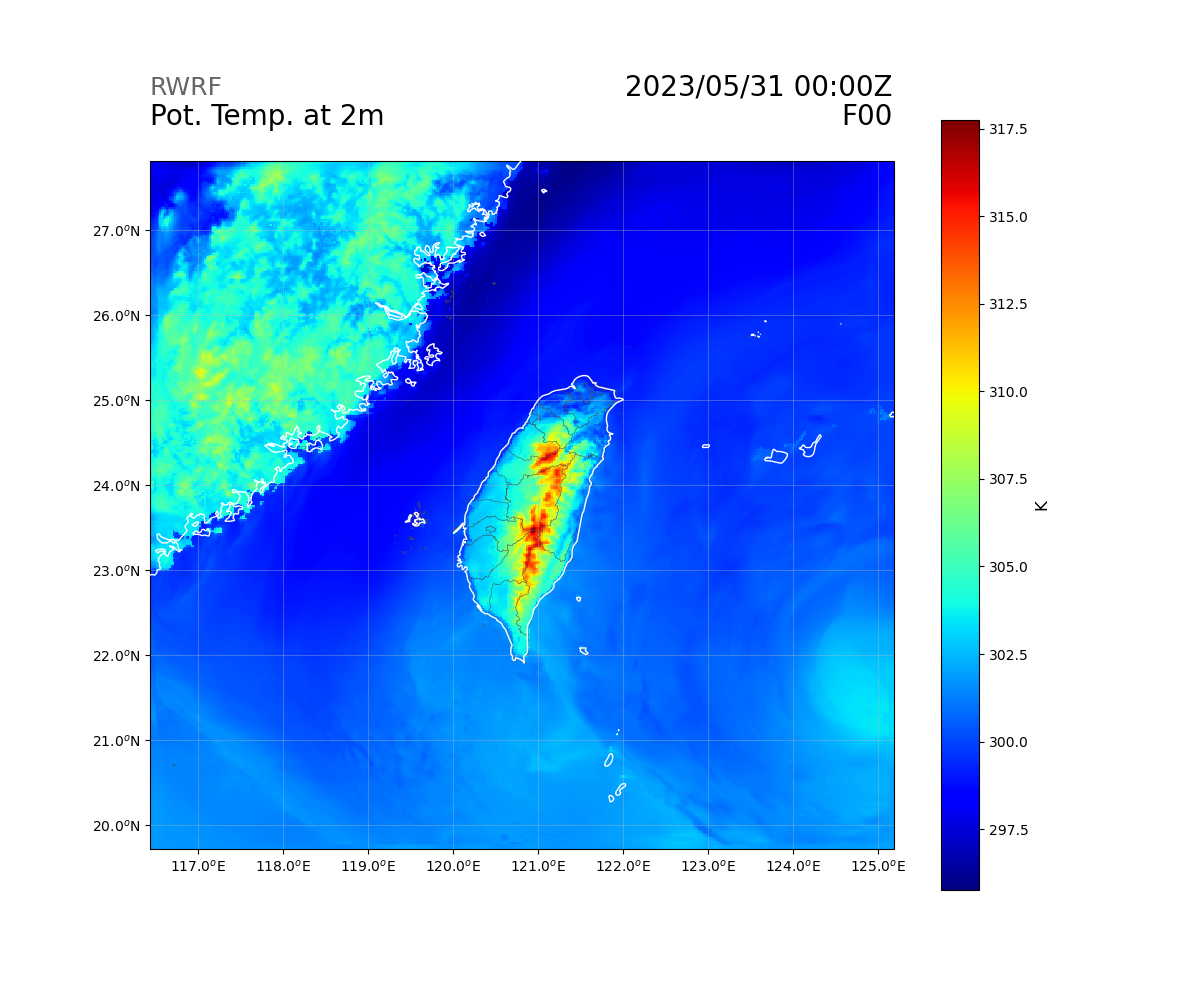 RWRF
2023/05/31 00:00Z
Pot. Temp. at 2m
F00
27.0°N
26.0°N
25.0°N
24.0°N
23.0°N
22.0°N
21.0°N
20.0°N
117.0°E
118.0°E
119.0°E
120.0°E
121.0°E
122.0°E
123.0°E
124.0°E
125.0°E
317.5
315.0
312.5
310.0
307.5
305.0
302.5
300.0
297.5
K